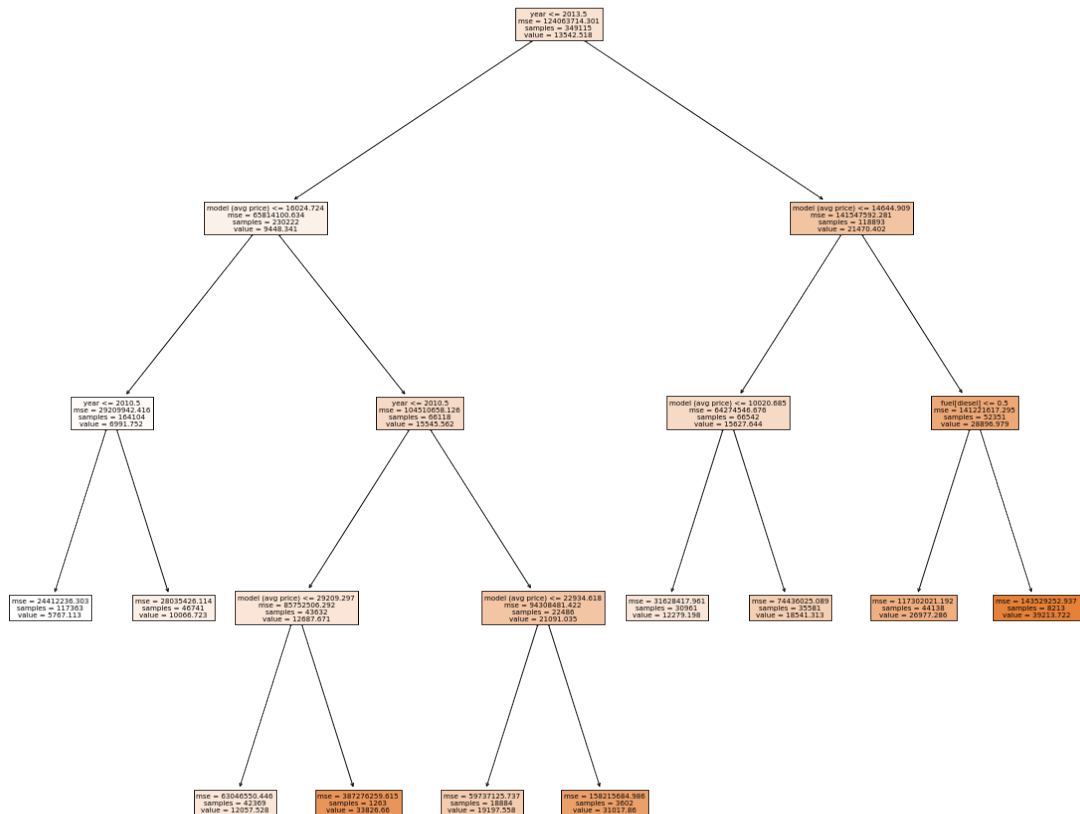 year <= 2013.5
mse = 124063714.301
samples = 349115
value = 13542.518
model (avg price) <= 16024.724
mse = 65814100.634
samples = 230222
value = 9448.341
model (avg price) <= 14644.909
mse = 141547592.281
samples = 118893
value = 21470.402
year <= 2010.5
mse = 29209942.416
samples = 164104
value = 6991.752
year <= 2010.5
mse = 104510658.126
samples = 66118
value = 15545.562
model (avg price) <= 10020.685
mse = 64274546.676
samples = 66542
value = 15627.644
fuel[diesel] <= 0.5
mse = 141221617.295
samples = 52351
value = 28896.979
mse = 24412236.303
samples = 117363
value = 5767.113
mse = 28035426.114
samples = 46741
value = 10066.723
model (avg price) <= 29209.297
mse = 85752506.292
samples = 43632
value = 12687.671
model (avg price) <= 22934.618
mse = 94308481.422
samples = 22486
value = 21091.035
mse = 31628417.961
samples = 30961
value = 12279.198
mse = 74436025.089
samples = 35581
value = 18541.313
mse = 117302021.192
samples = 44138
value = 26977.286
mse = 143529252.937
samples = 8213
value = 39213.722
mse = 63046550.446
samples = 42369
value = 12057.528
mse = 387276259.615
samples = 1263
value = 33826.66
mse = 59737125.737
samples = 18884
value = 19197.558
mse = 158215684.986
samples = 3602
value = 31017.86